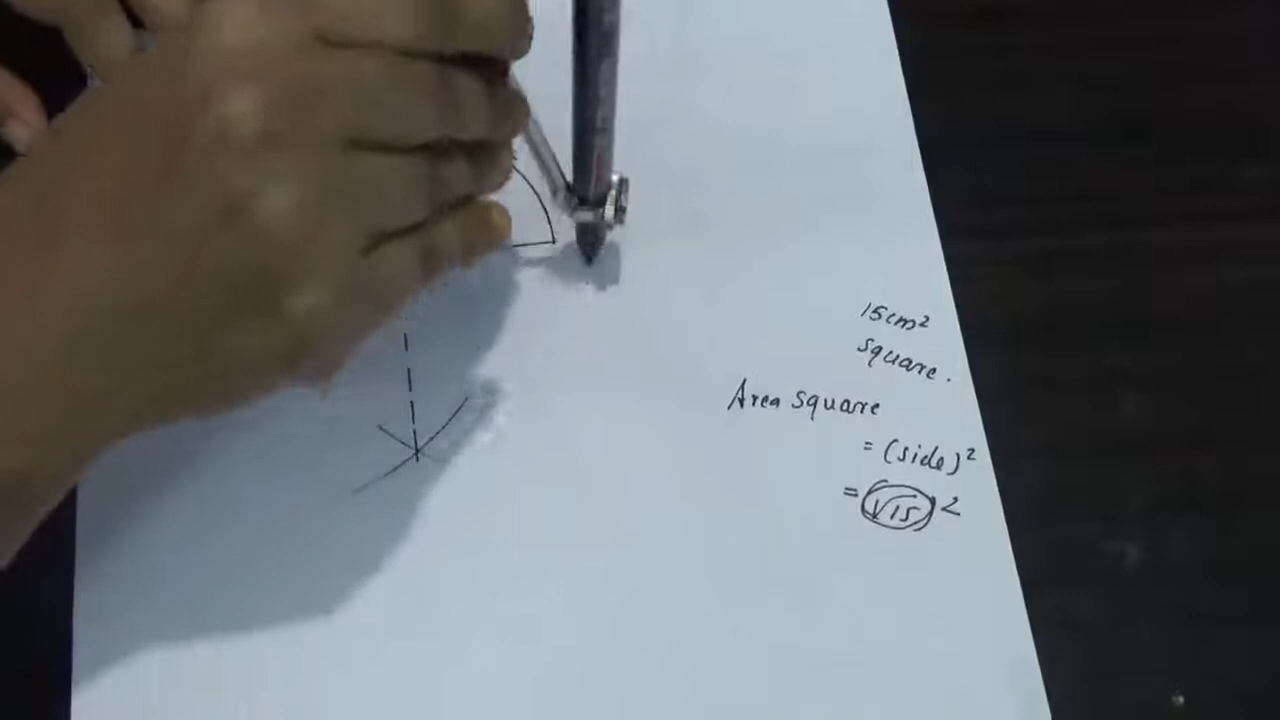 15cm²
square.
Area square
= (side)²
= (√15)²